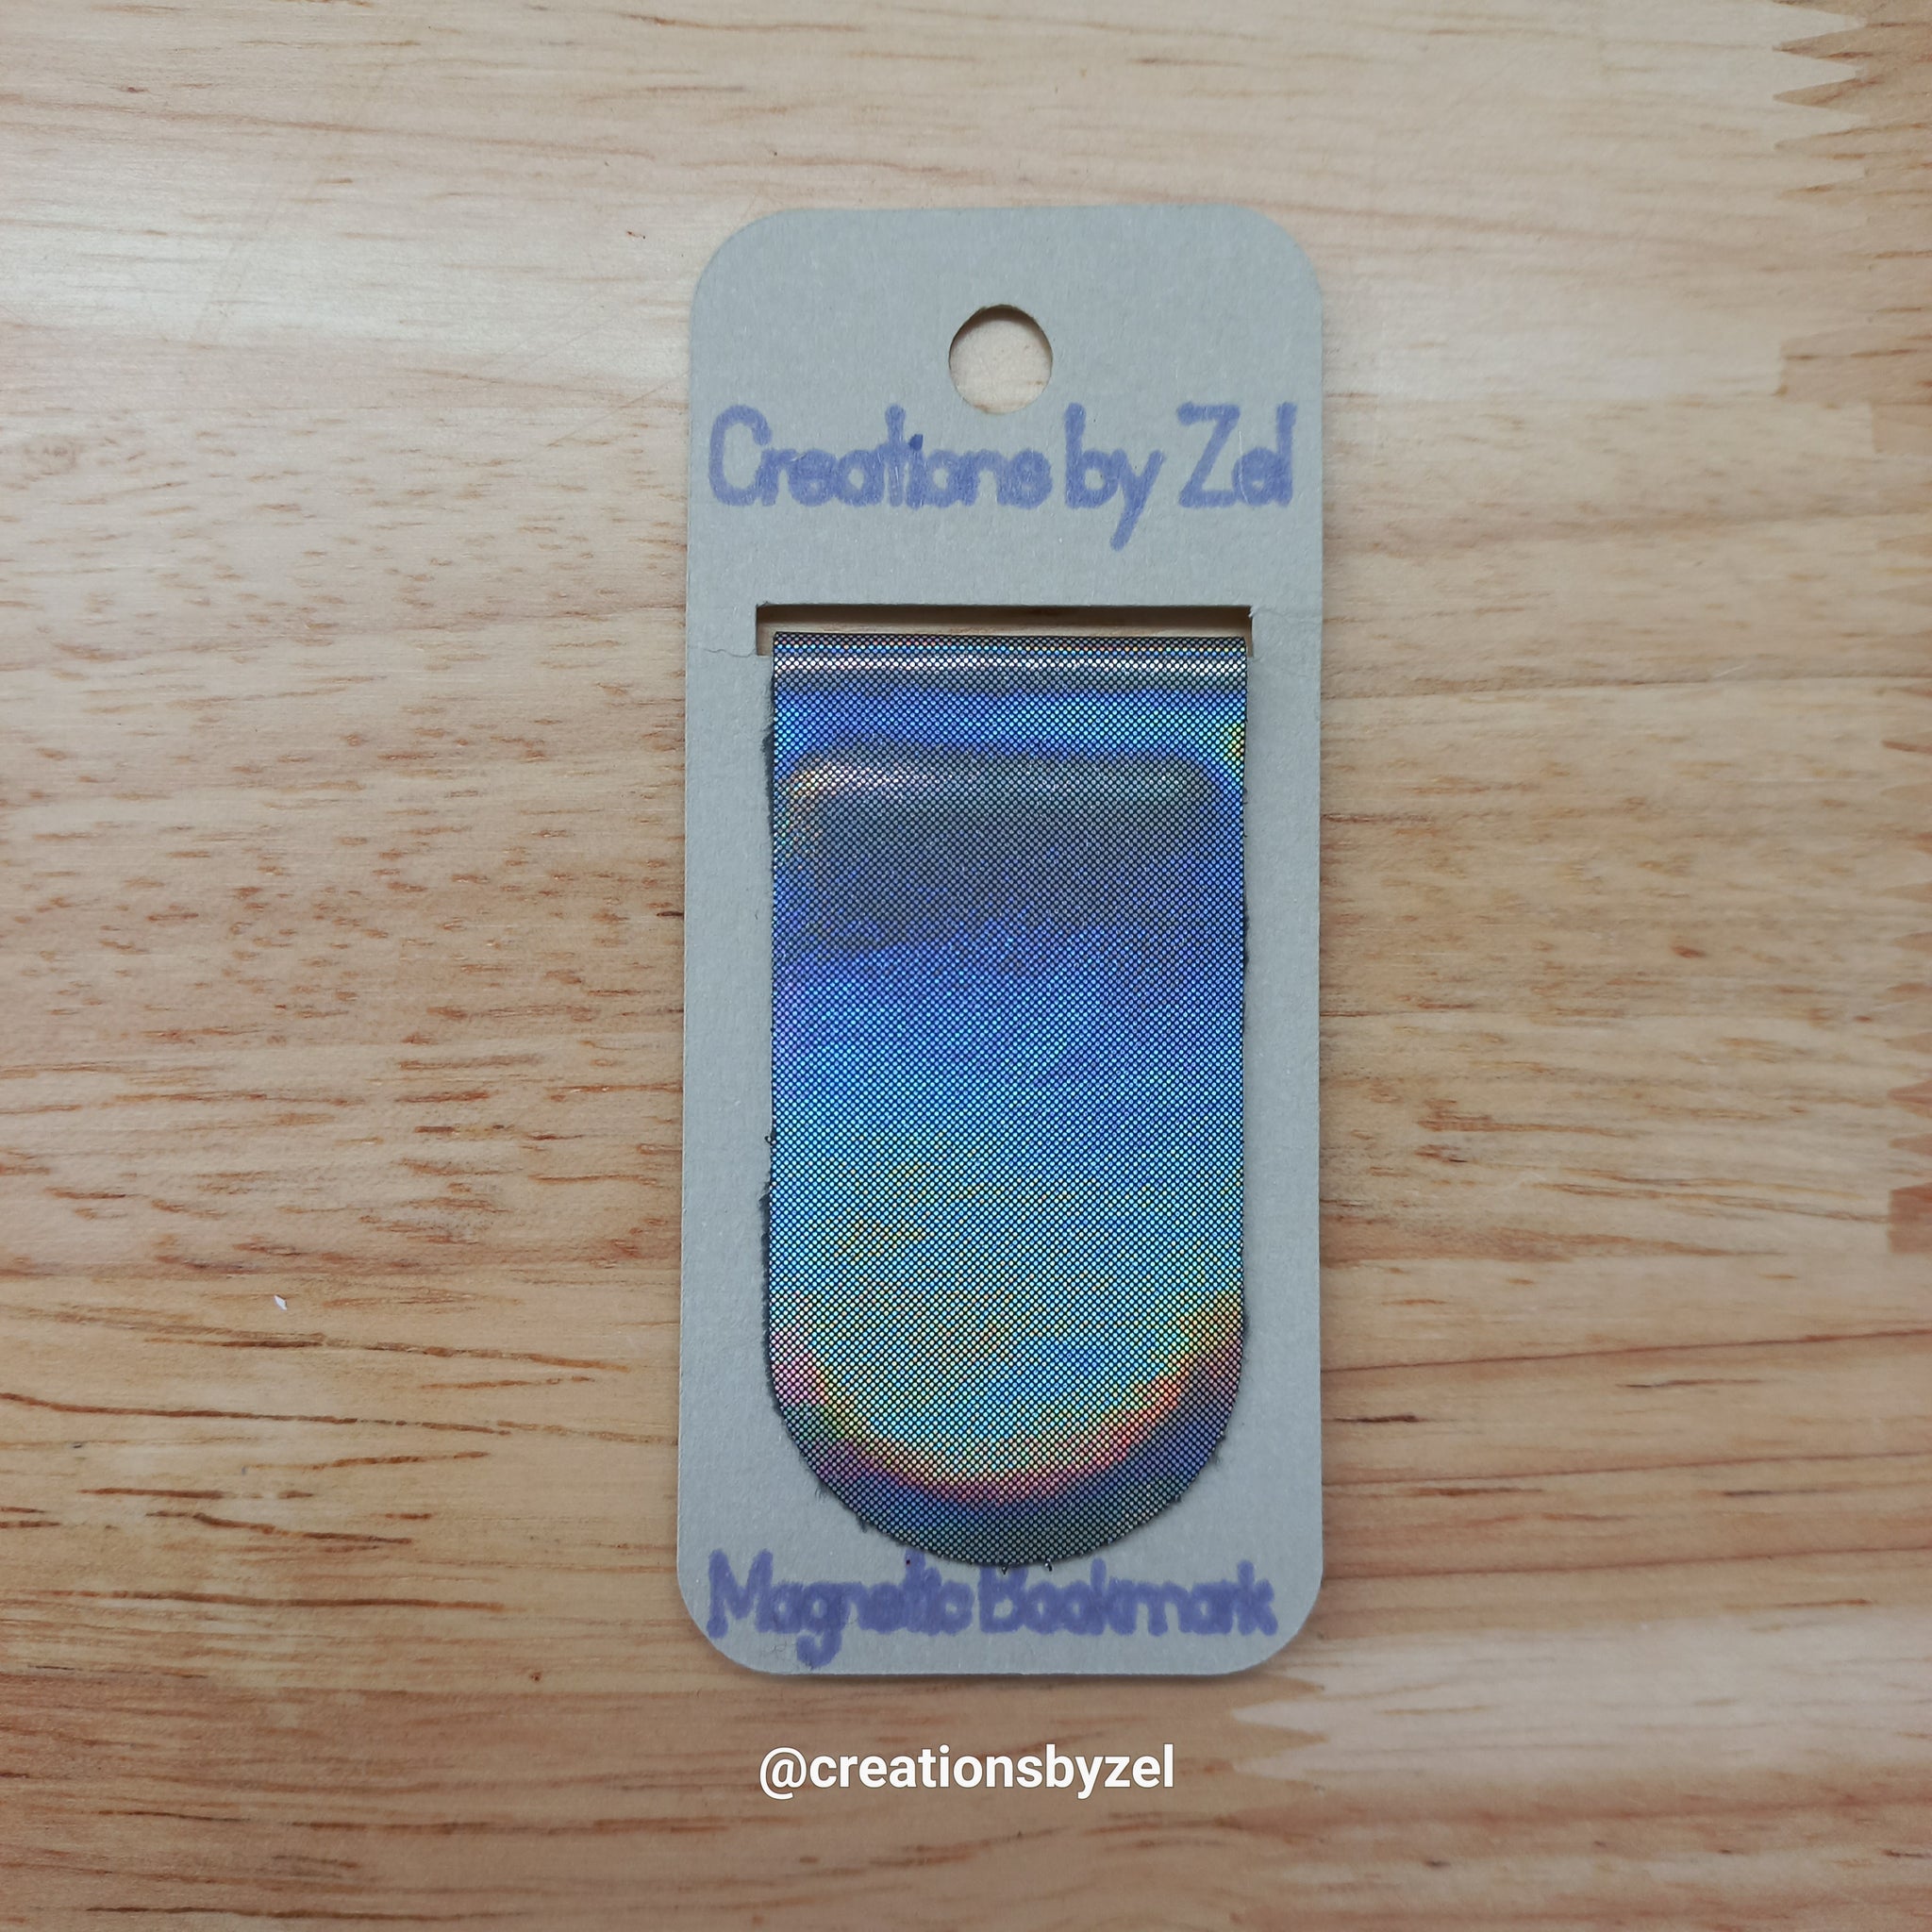 Creations by Zel
Magnetic Bookmark
@creationsbyzel